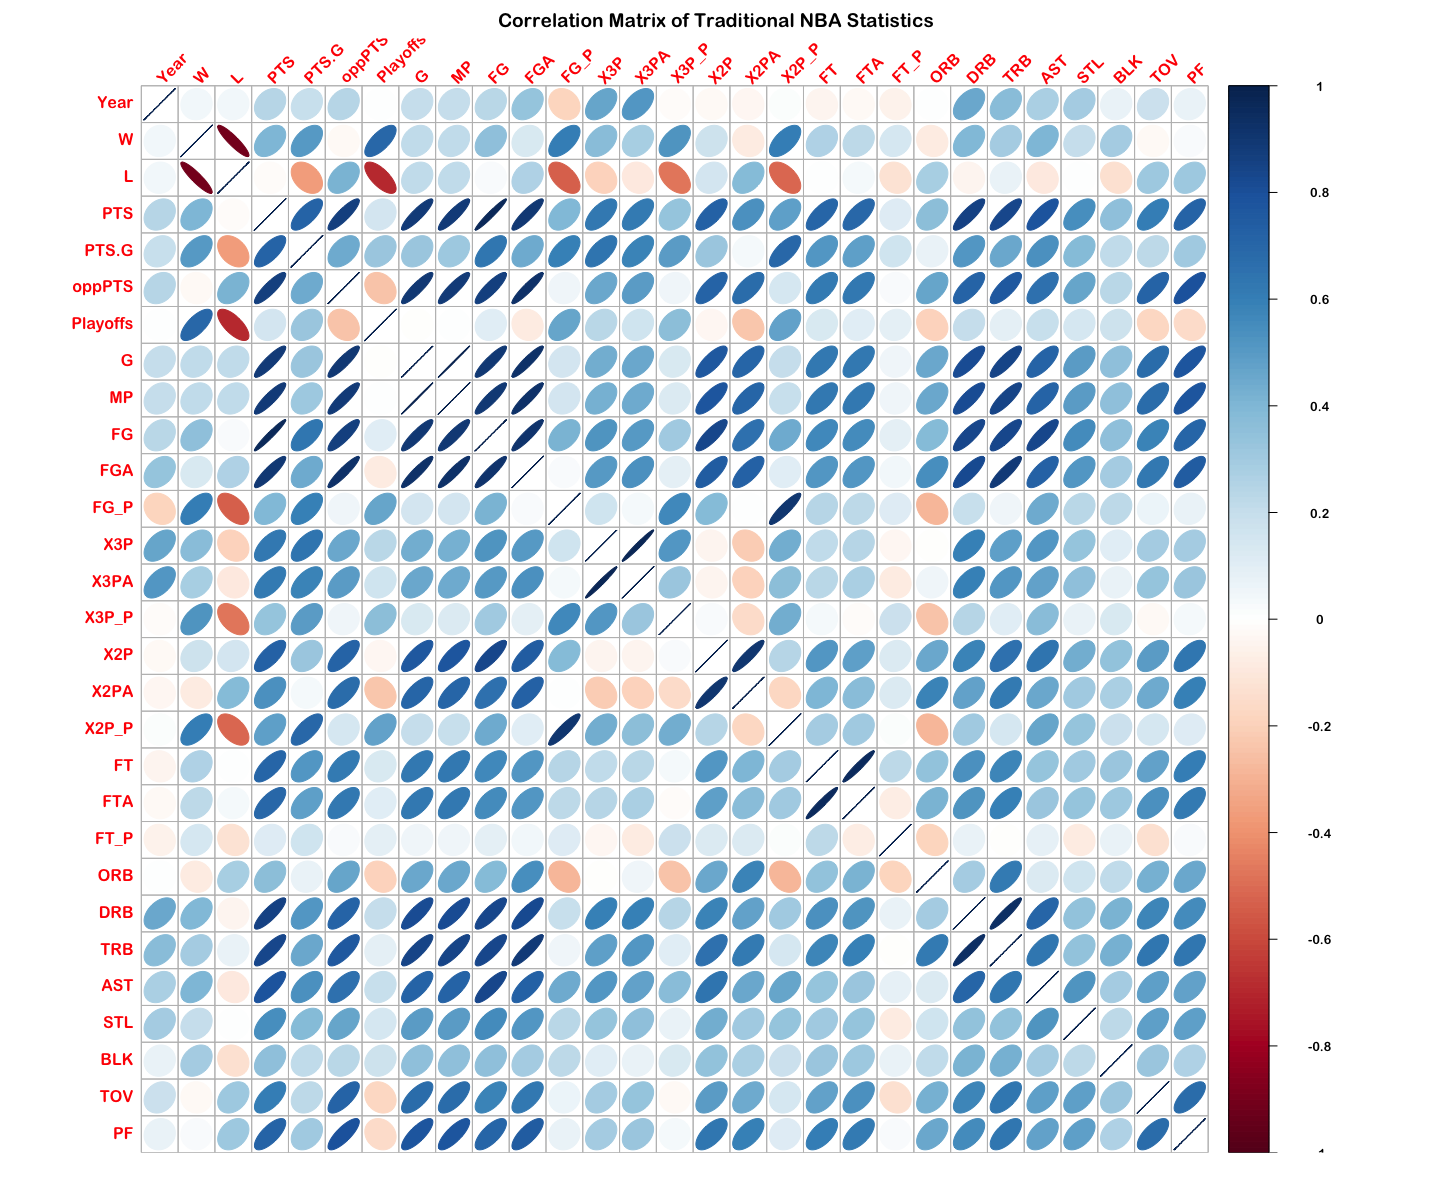 Correlation Matrix of Traditional NBA Statistics
Year W L PTS PTS.G oppPTS Playoffs G MP FG FGA FG_P X3P X3PA X3P_P X2P X2PA X2P_P FT FTA FT_P ORB DRB TRB AST STL BLK TOV PF
Year
W
L
PTS
PTS.G
oppPTS
Playoffs
G
MP
FG
FGA
FG_P
X3P
X3PA
X3P_P
X2P
X2PA
X2P_P
FT
FTA
FT_P
ORB
DRB
TRB
AST
STL
BLK
TOV
PF
1
0.8
0.6
0.4
0.2
0
-0.2
-0.4
-0.6
-0.8